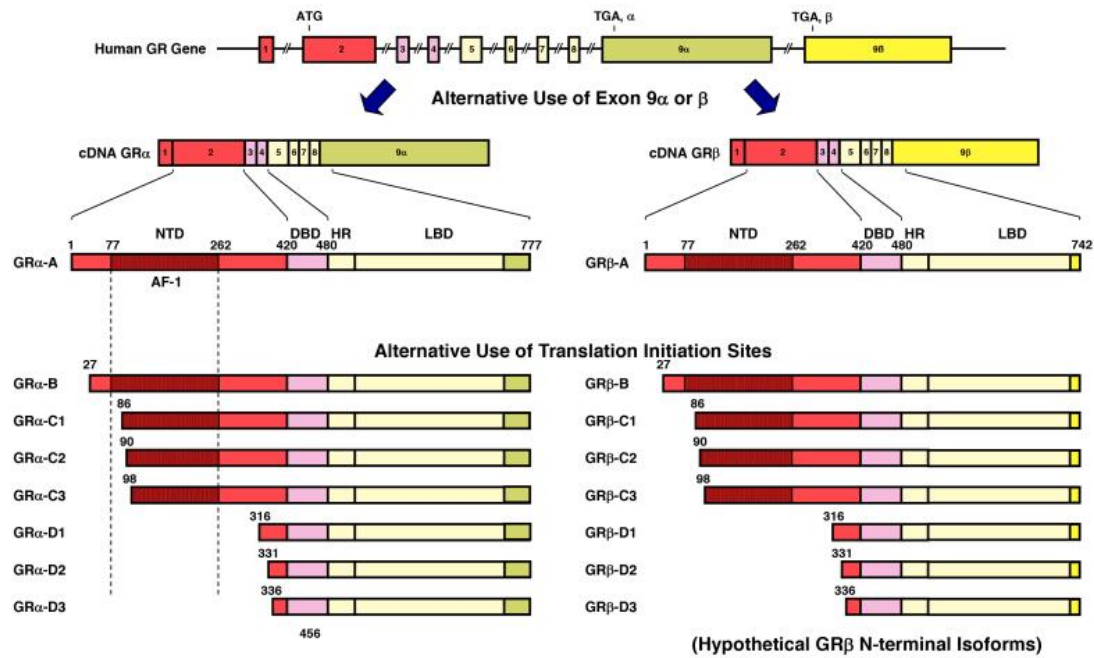 ATG TGA, α TGA, β
Human GR Gene 1 2 3 4 5 6 7 8 9α 9β
Alternative Use of Exon 9α or β
cDNA GRα 1 2 3 4 5 6 7 8 9α
cDNA GRβ 1 2 3 4 5 6 7 8 9β
NTD DBD HR LBD
1 77 262 420 480 777
GRα-A
AF-1
NTD DBD HR LBD
1 77 262 420 480 742
GRβ-A
Alternative Use of Translation Initiation Sites
27
GRα-B
86
GRα-C1
90
GRα-C2
98
GRα-C3
316
GRα-D1
331
GRα-D2
336
GRα-D3
456
27
GRβ-B
86
GRβ-C1
90
GRβ-C2
98
GRβ-C3
316
GRβ-D1
331
GRβ-D2
336
GRβ-D3
(Hypothetical GRβ N-terminal Isoforms)